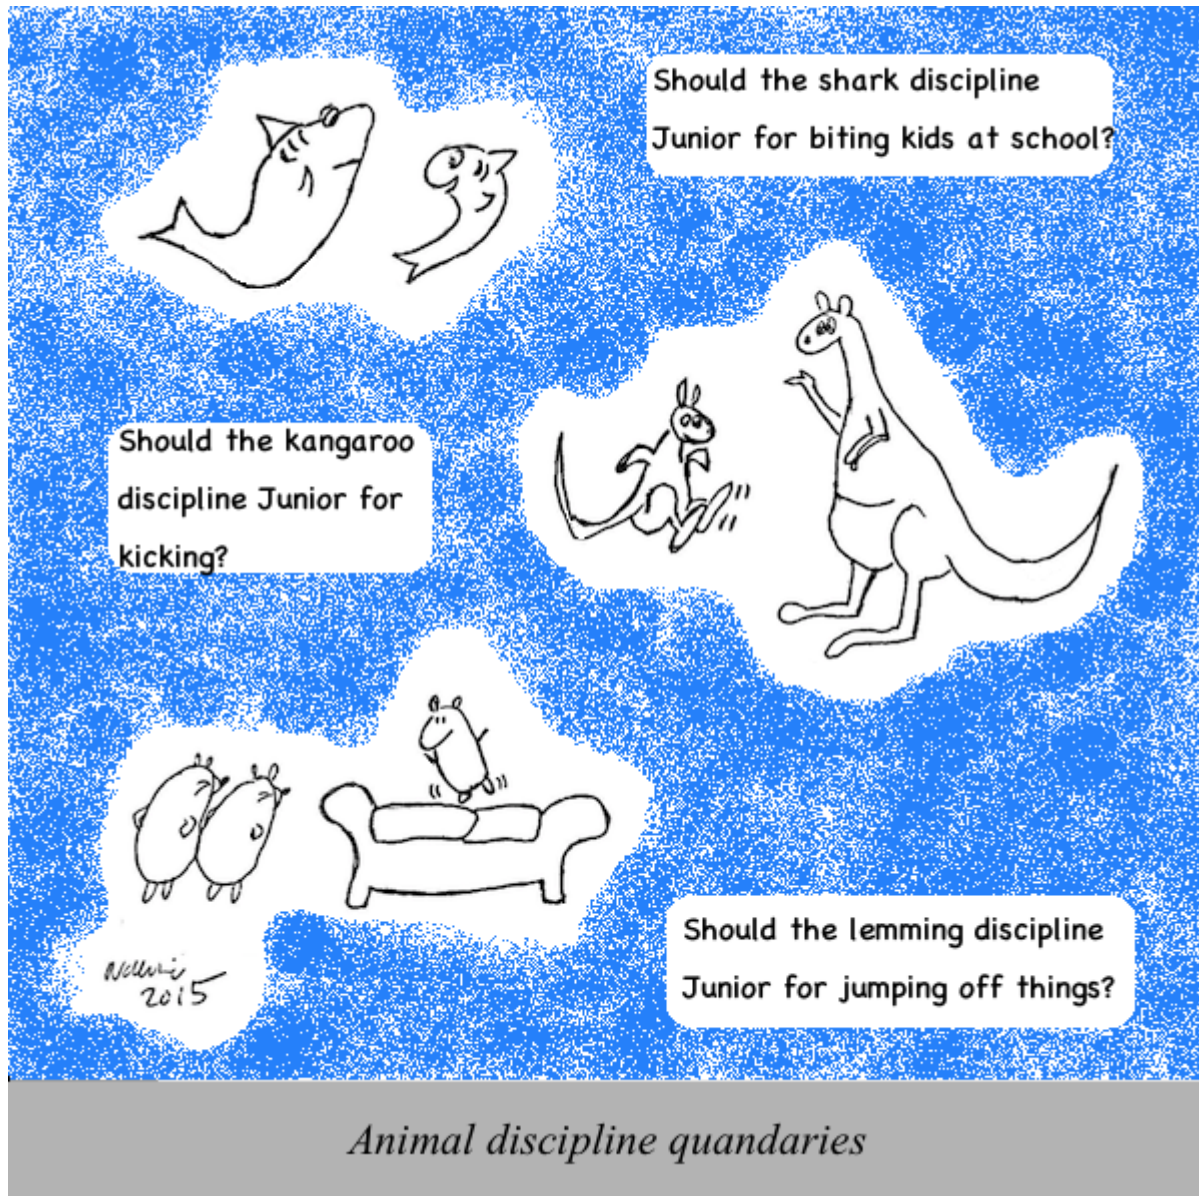 Should the shark discipline
Junior for biting kids at school?
Should the kangaroo
discipline Junior for
kicking?
Should the lemming discipline
Junior for jumping off things?
2015
Animal discipline quandaries